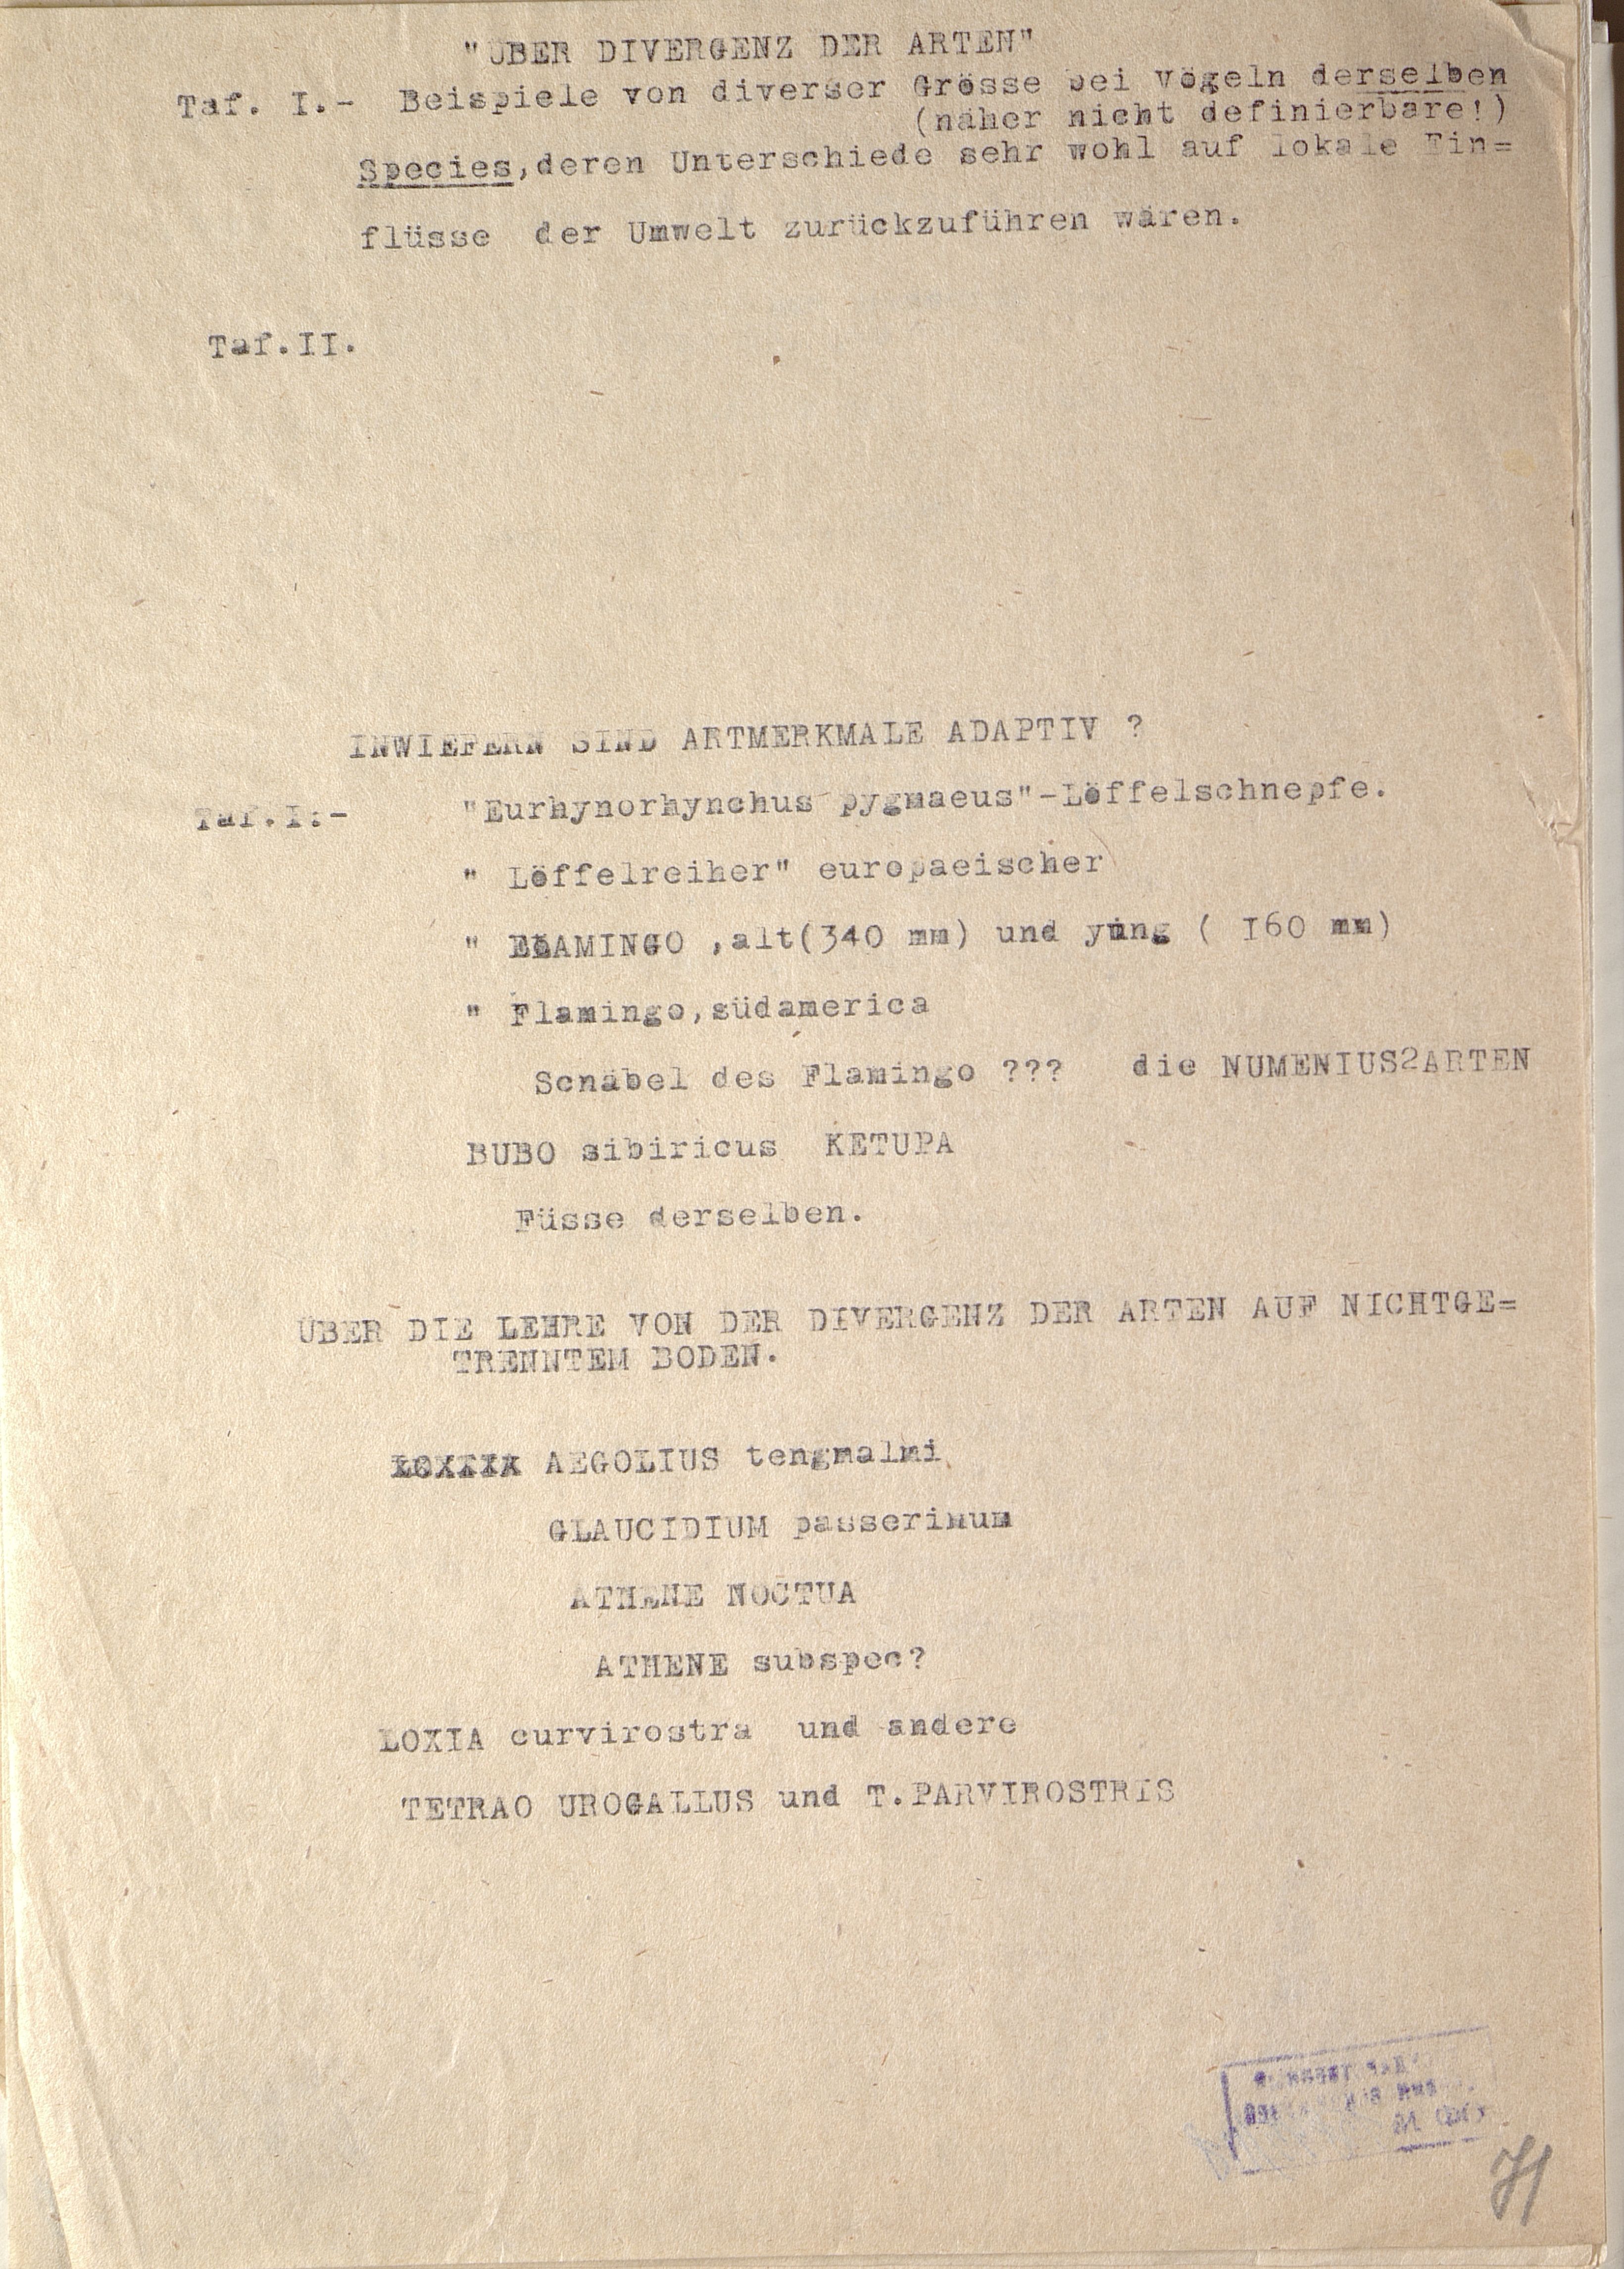 "ÜBER DIVERGENZ DER ARTEN"
Taf. I.- Beispiele von diverser Grösse bei Vögeln derselben
(näher nicht definierbare!)
Species,deren Unterschiede sehr wohl auf lokale Ein=
flüsse der Umwelt zurückzuführen wären.
Taf.II.
INWIEFERN SIND ARTMERKMALE ADAPTIV ?
Taf.I:- "Eurhynorhynchus pygmaeus"-Löffelschnepfe.
" Löffelreiher" europaeischer
" FLAMINGO ,alt(340 mm) und yung ( I60 mm)
" Flamingo,südamerica
Scnäbel des Flamingo ??? die NUMENIUS2ARTEN
BUBO sibiricus KETUPA
Füsse derselben.
ÜBER DIE LEHRE VON DER DIVERGENZ DER ARTEN AUF NICHTGE=
TRENNTEM BODEN.
AEGOLIUS tengmalmi
GLAUCIDIUM passerinum
ATHENE NOCTUA
ATHENE subspec?
LOXIA curvirostra und andere
TETRAO UROGALLUS und T.PARVIROSTRIS
71